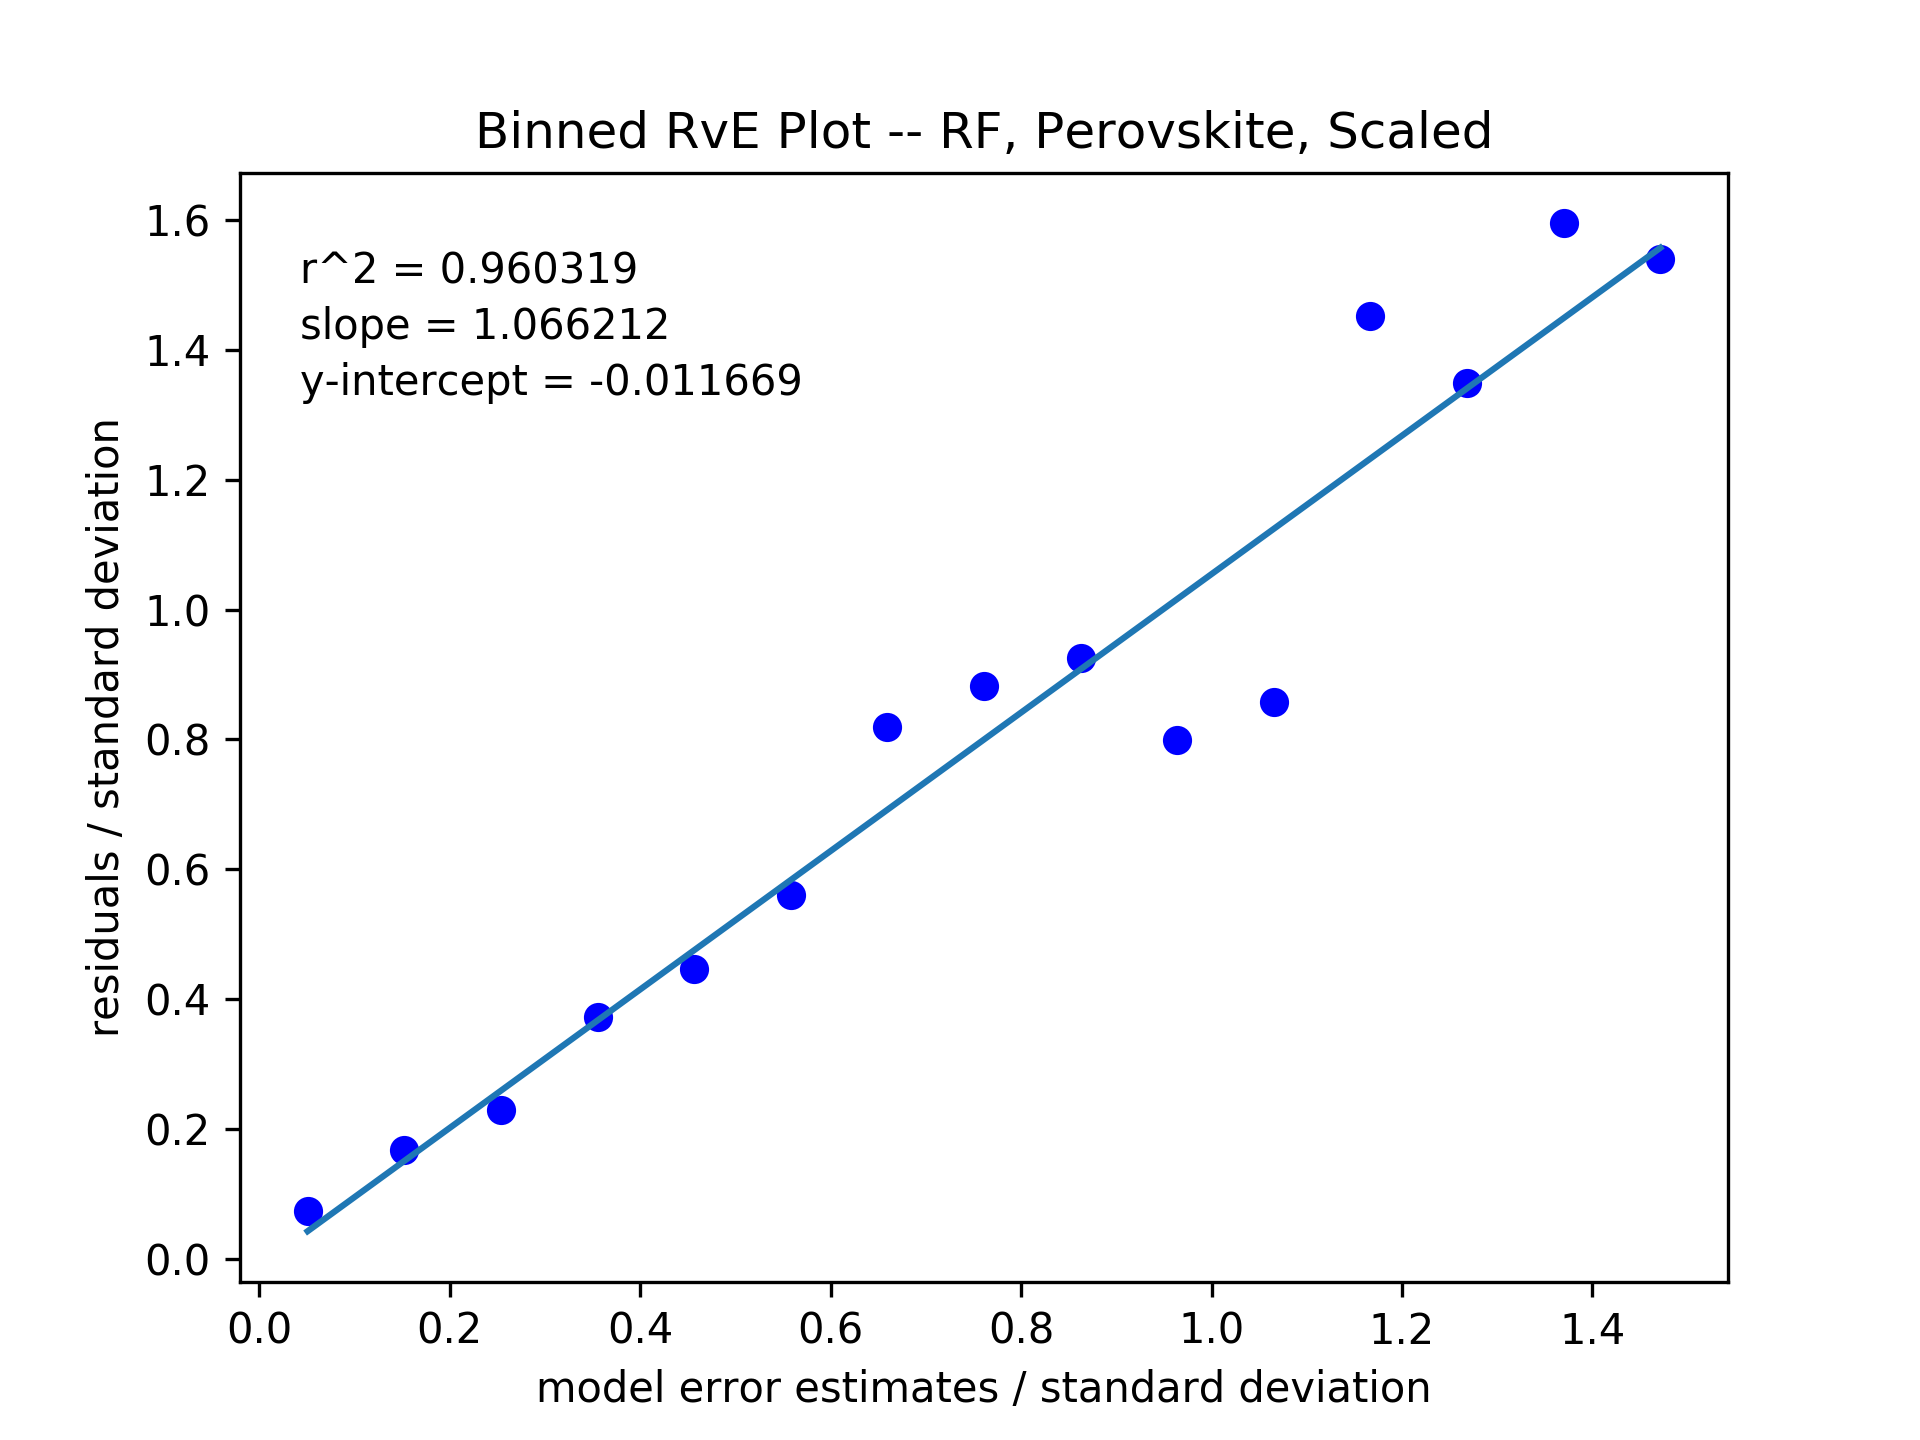 Binned RvE Plot -- RF, Perovskite, Scaled
r^2 = 0.960319
slope = 1.066212
y-intercept = -0.011669
residuals / standard deviation
1.6
1.4
1.2
1.0
0.8
0.6
0.4
0.2
0.0
0.0 0.2 0.4 0.6 0.8 1.0 1.2 1.4
model error estimates / standard deviation